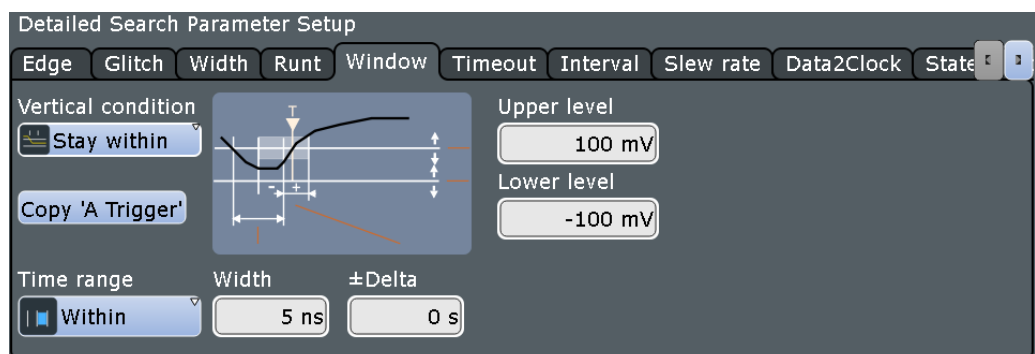 Detailed Search Parameter Setup
Edge Glitch Width Runt Window Timeout Interval Slew rate Data2Clock State
Vertical condition
Stay within
Copy 'A Trigger'
T
- +
Upper level
100 mV
Lower level
-100 mV
Time range
Within
Width
5 ns
±Delta
0 s